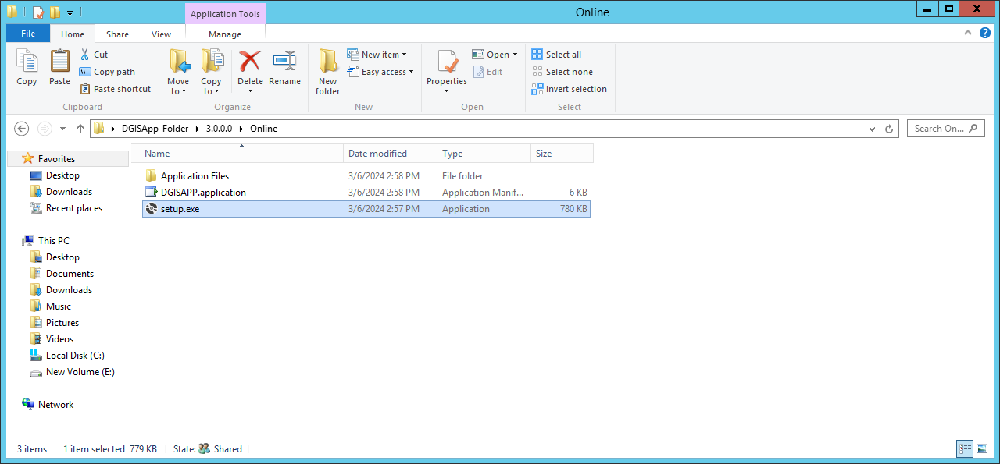 Application Tools
Online
File
Home
Share
View
Manage
Copy
Paste
Cut
Copy path
Paste shortcut
Clipboard
Move to
Copy to
Delete
Rename
Organize
New folder
New item
Easy access
New
Properties
Open
Edit
Open
Select all
Select none
Invert selection
Select
DGISApp_Folder
3.0.0.0
Online
Search On...
Favorites
Desktop
Downloads
Recent places
This PC
Desktop
Documents
Downloads
Music
Pictures
Videos
Local Disk (C:)
New Volume (E:)
Network
Name Date modified Type Size
Application Files 3/6/2024 2:58 PM File folder
DGISAPP.application 3/6/2024 2:58 PM Application Manif... 6 KB
setup.exe 3/6/2024 2:57 PM Application 780 KB
3 items 1 item selected 779 KB State: Shared